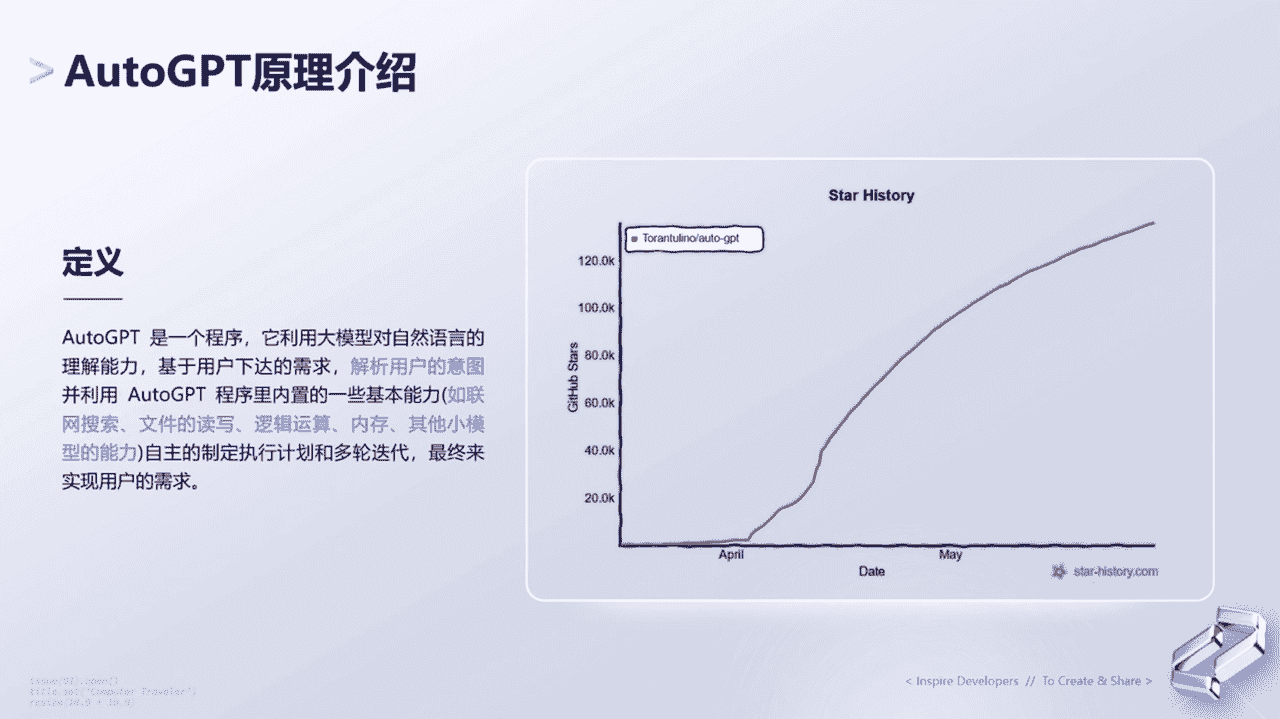 > AutoGPT原理介绍
定义
AutoGPT 是一个程序，它利用大模型对自然语言的
理解能力，基于用户下达的需求，解析用户的意图
并利用 AutoGPT 程序里内置的一些基本能力(如联
网搜索、文件的读写、逻辑运算、内存、其他小模
型的能力)自主的制定执行计划和多轮迭代，最终来
实现用户的需求。
Star History
Torantulino/auto-gpt
120.0k
100.0k
80.0k
60.0k
40.0k
20.0k
GitHub Stars
April
May
Date
star-history.com
< Inspire Developers // To Create & Share >